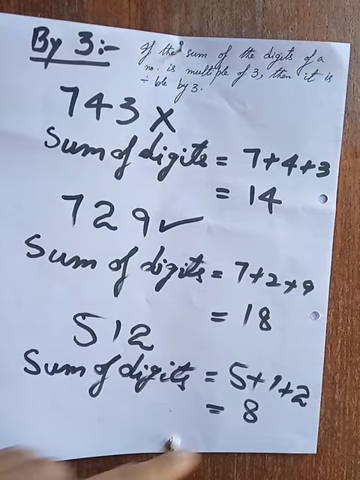 By 3:-
If the sum of the digits of a
no. is multiple of 3, then it is
÷ ble by 3.
743 ×
Sum of digits = 7+4+3
= 14
729 ✓
Sum of digits = 7+2+9
= 18
512
Sum of digits = 5+1+2
= 8